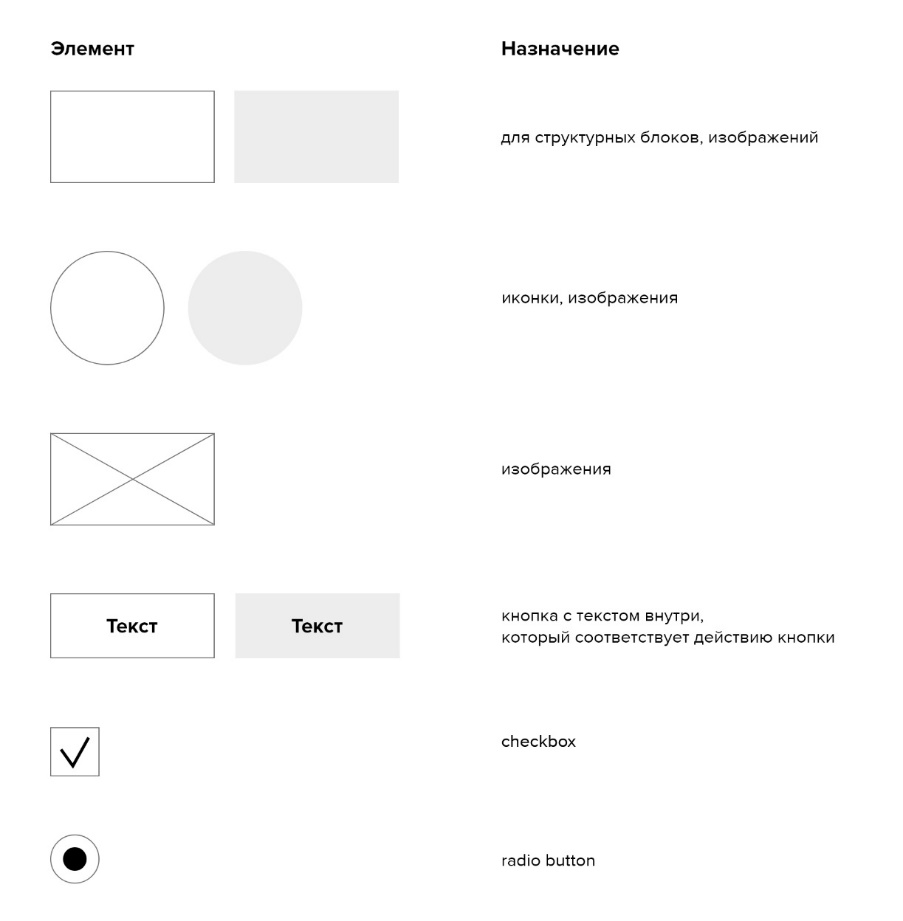 Элемент
Назначение
для структурных блоков, изображений
иконки, изображения
изображения
Текст
Текст
кнопка с текстом внутри,
который соответствует действию кнопки
checkbox
radio button